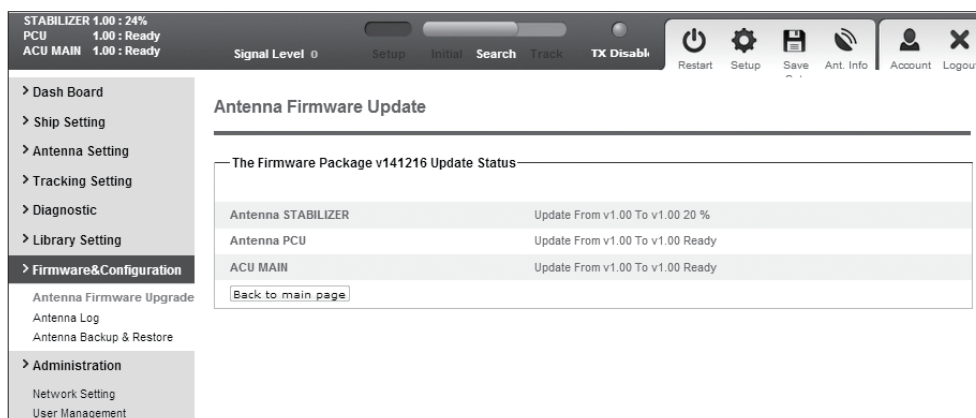 STABILIZER 1.00 : 24%
PCU 1.00 : Ready
ACU MAIN 1.00 : Ready
Signal Level 0
Setup Initial Search Track TX Disabl
Restart Setup Save Ant. Info Account Logou
> Dash Board
> Ship Setting
> Antenna Setting
> Tracking Setting
> Diagnostic
> Library Setting
> Firmware&Configuration
Antenna Firmware Upgrade
Antenna Log
Antenna Backup & Restore
> Administration
Network Setting
User Management
Antenna Firmware Update
The Firmware Package v141216 Update Status
Antenna STABILIZER Update From v1.00 To v1.00 20 %
Antenna PCU Update From v1.00 To v1.00 Ready
ACU MAIN Update From v1.00 To v1.00 Ready
Back to main page